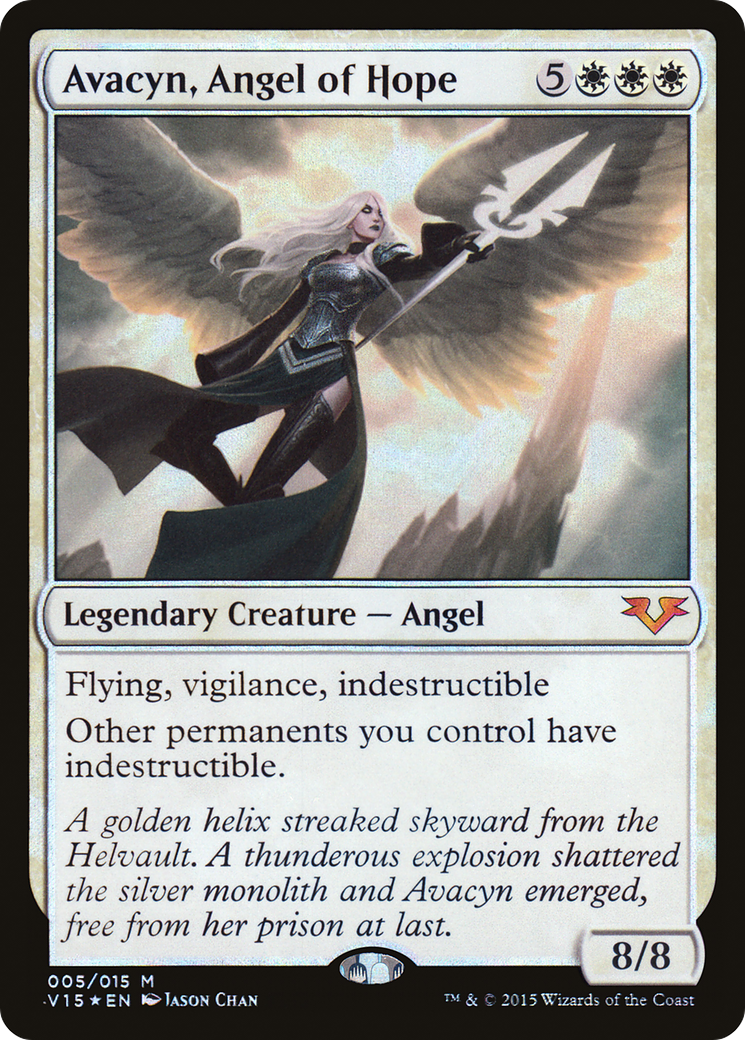 Avacyn, Angel of Hope 5
Legendary Creature — Angel
Flying, vigilance, indestructible
Other permanents you control have
indestructible.
A golden helix streaked skyward from the
Helvault. A thunderous explosion shattered
the silver monolith and Avacyn emerged,
free from her prison at last.
8/8
005/015 M
V15 ★ EN Jason Chan
™ & © 2015 Wizards of the Coast